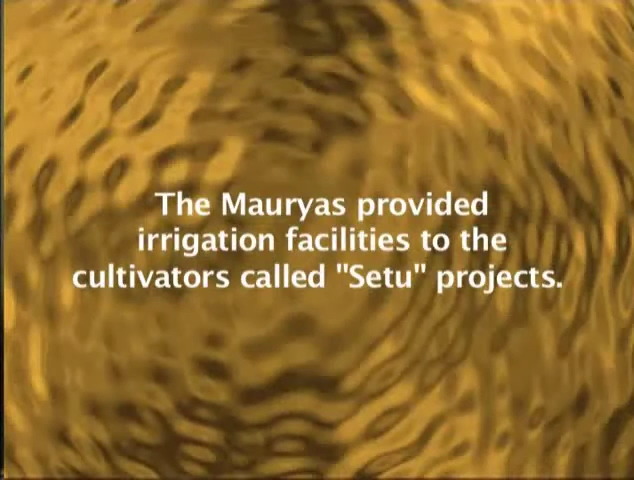 The Mauryas provided
irrigation facilities to the
cultivators called "Setu" projects.